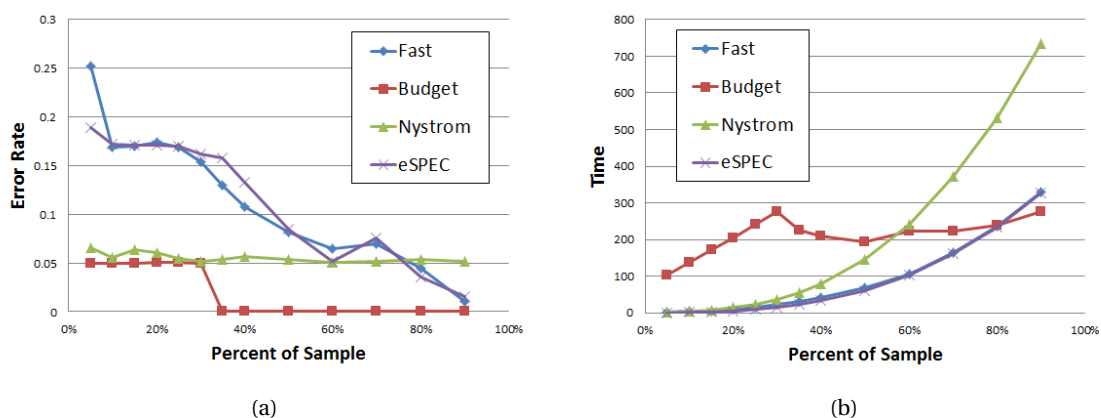 0.3
0.25
0.2
0.15
0.1
0.05
0
Error Rate
0% 20% 40% 60% 80% 100%
Percent of Sample
Fast
Budget
Nystrom
eSPEC
(a)
800
700
600
500
400
300
200
100
0
Time
0% 20% 40% 60% 80% 100%
Percent of Sample
Fast
Budget
Nystrom
eSPEC
(b)